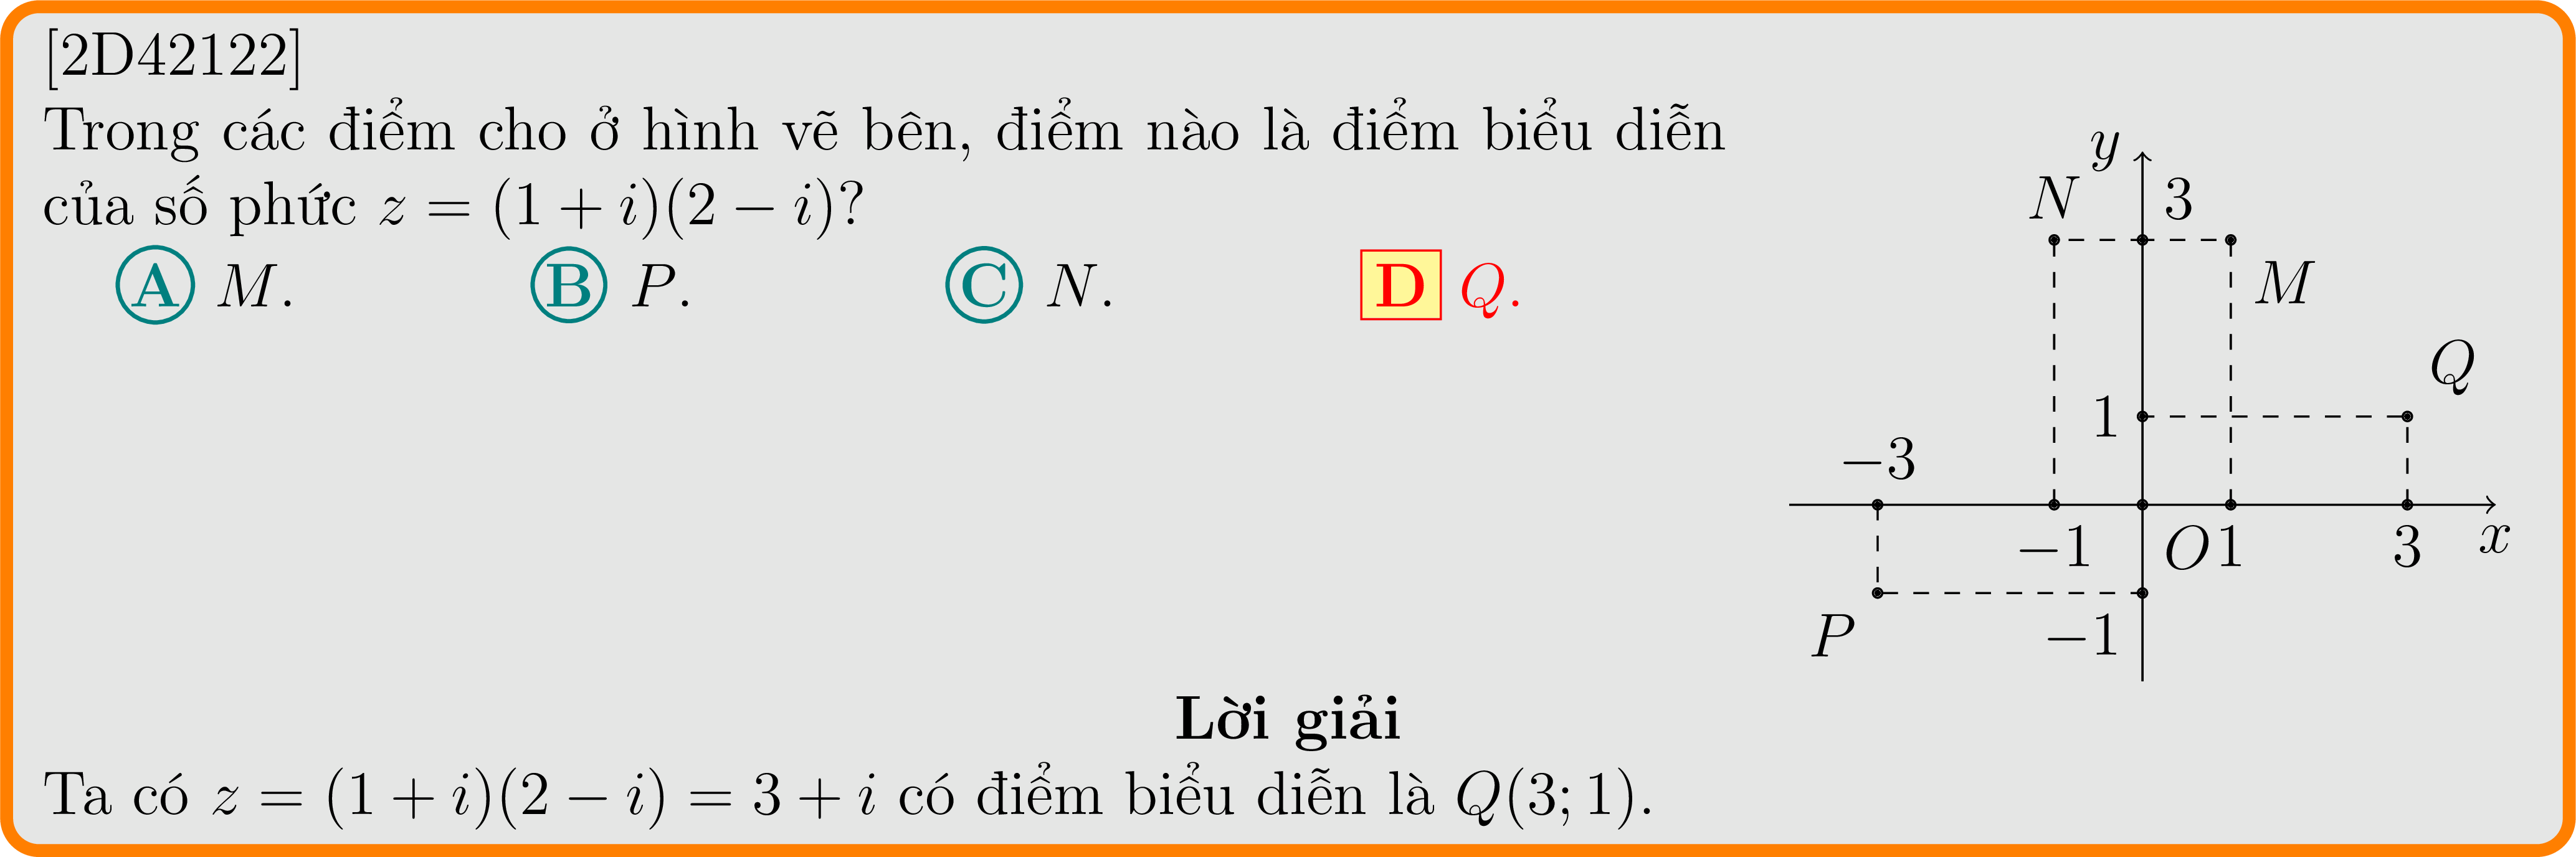 [2D42122]
Trong các điểm cho ở hình vẽ bên, điểm nào là điểm biểu diễn
của số phức z = (1 + i)(2 − i)?
A M. B P. C N. D Q.
y
N 3
M
Q
1
−3
−1 O 1 3 x
P −1
Lời giải
Ta có z = (1 + i)(2 − i) = 3 + i có điểm biểu diễn là Q(3; 1).